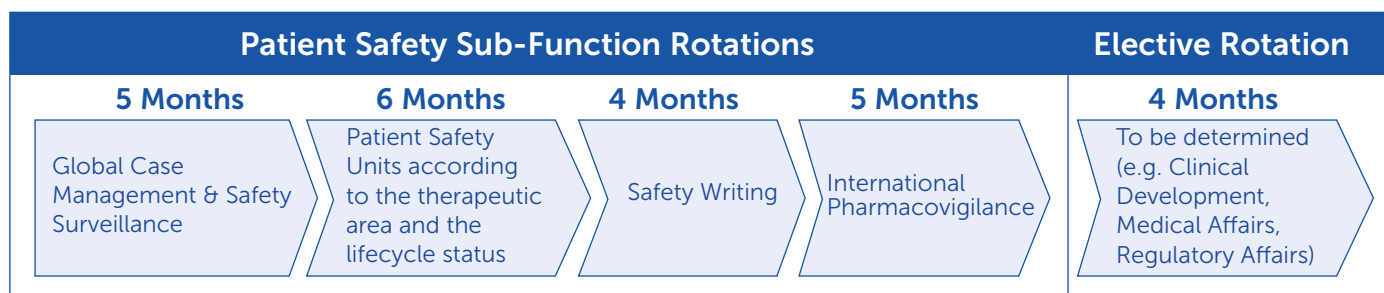 Patient Safety Sub-Function Rotations
Elective Rotation
5 Months
Global Case
Management & Safety
Surveillance
6 Months
Patient Safety
Units according
to the therapeutic
area and the
lifecycle status
4 Months
Safety Writing
5 Months
International
Pharmacovigilance
4 Months
To be determined
(e.g. Clinical
Development,
Medical Affairs,
Regulatory Affairs)